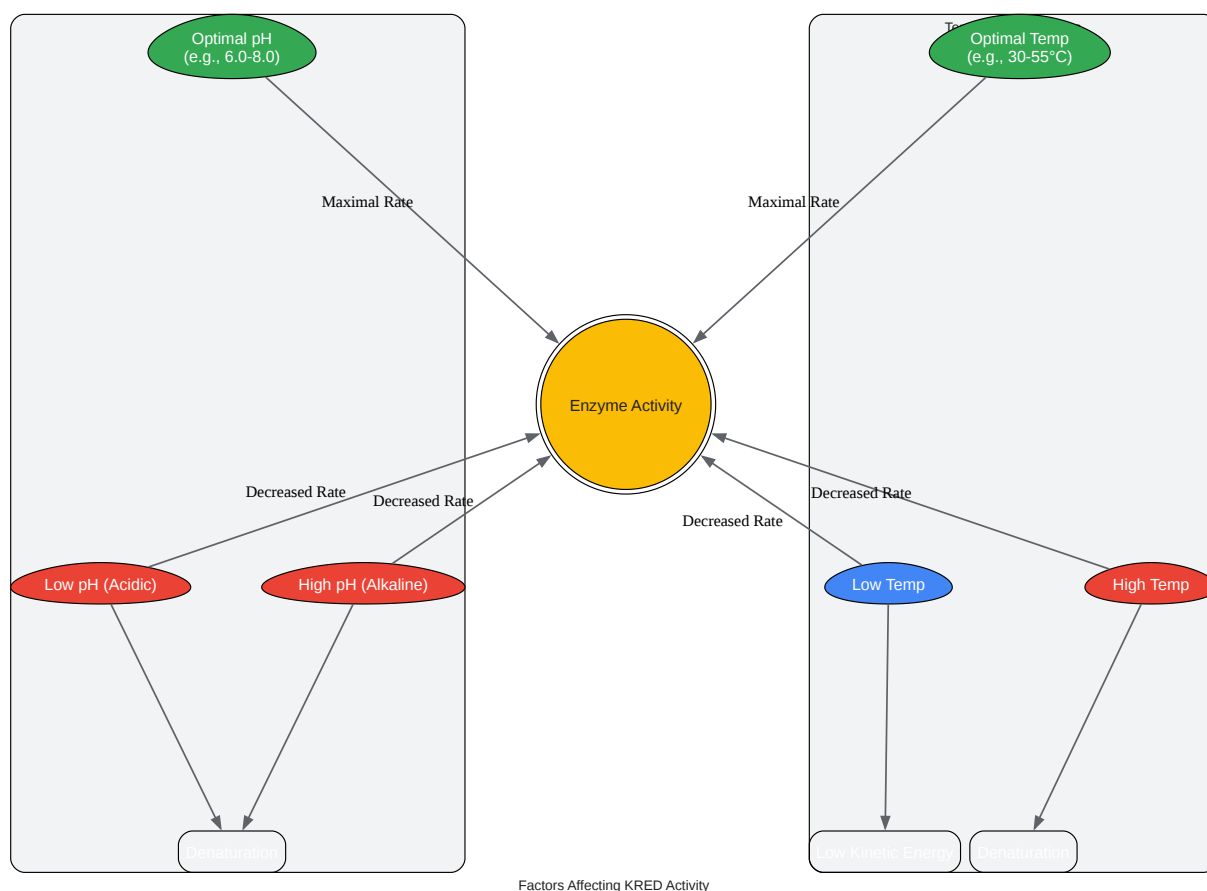 Optimal pH
(e.g., 6.0-8.0)
Optimal Temp
(e.g., 30-55°C)
Maximal Rate
Maximal Rate
Enzyme Activity
Decreased Rate
Decreased Rate
Decreased Rate
Decreased Rate
Low pH (Acidic)
High pH (Alkaline)
Low Temp
High Temp
Denaturation
Low Kinetic Energy
Denaturation
Factors Affecting KRED Activity